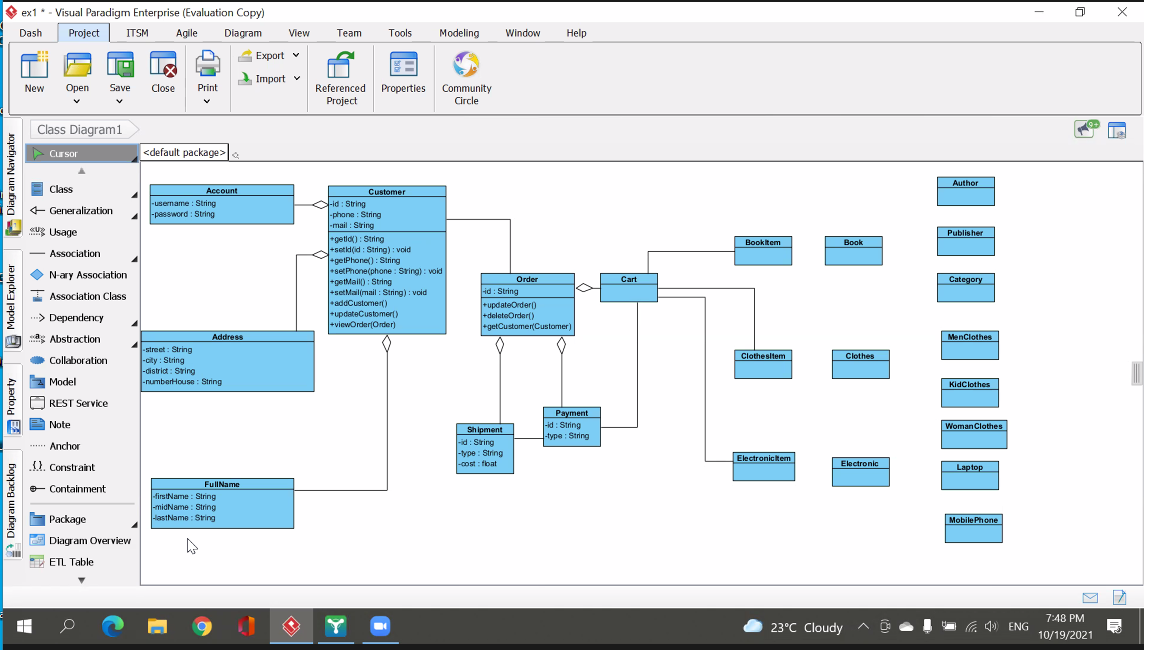 ex1 * - Visual Paradigm Enterprise (Evaluation Copy)
Dash Project ITSM Agile Diagram View Team Tools Modeling Window Help
New Open Save Close Print Export Import Referenced Project Properties Community Circle
Class Diagram1
Cursor
<default package>
Diagram Navigator
Model Explorer
Property
Diagram Backlog
Class
Generalization
Usage
Association
N-ary Association
Association Class
Dependency
Abstraction
Collaboration
Model
REST Service
Note
Anchor
Constraint
Containment
Package
Diagram Overview
ETL Table
Account
-username : String
-password : String
Customer
-id : String
-phone : String
-mail : String
+getId() : String
+setId(id : String) : void
+getPhone() : String
+setPhone(phone : String) : void
+getMail() : String
+setMail(mail : String) : void
+addCustomer()
+updateCustomer()
+viewOrder(Order)
Address
-street : String
-city : String
-district : String
-numberHouse : String
FullName
-firstName : String
-midName : String
-lastName : String
Order
-id : String
+updateOrder()
+deleteOrder()
+getCustomer(Customer)
Cart
Shipment
-id : String
-type : String
-cost : float
Payment
-id : String
-type : String
BookItem
Book
ClothesItem
Clothes
ElectronicItem
Electronic
Author
Publisher
Category
MenClothes
KidClothes
WomanClothes
Laptop
MobilePhone
23°C Cloudy
ENG
7:48 PM
10/19/2021